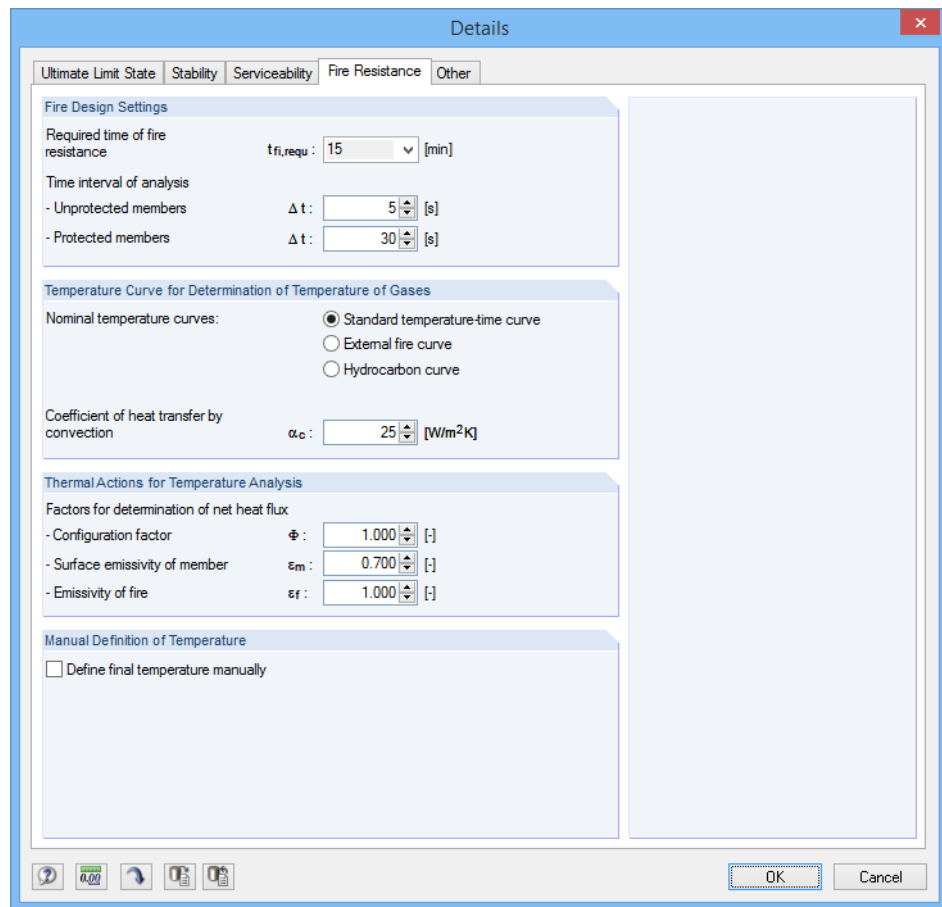 Details
Ultimate Limit State Stability Serviceability Fire Resistance Other
Fire Design Settings
Required time of fire
resistance tfi,requ : 15 [min]
Time interval of analysis
- Unprotected members Δ t : 5 [s]
- Protected members Δ t : 30 [s]
Temperature Curve for Determination of Temperature of Gases
Nominal temperature curves: Standard temperature-time curve
External fire curve
Hydrocarbon curve
Coefficient of heat transfer by
convection αc : 25 [W/m2K]
Thermal Actions for Temperature Analysis
Factors for determination of net heat flux
- Configuration factor Φ : 1.000 [-]
- Surface emissivity of member εm : 0.700 [-]
- Emissivity of fire εf : 1.000 [-]
Manual Definition of Temperature
Define final temperature manually
0.00 OK Cancel